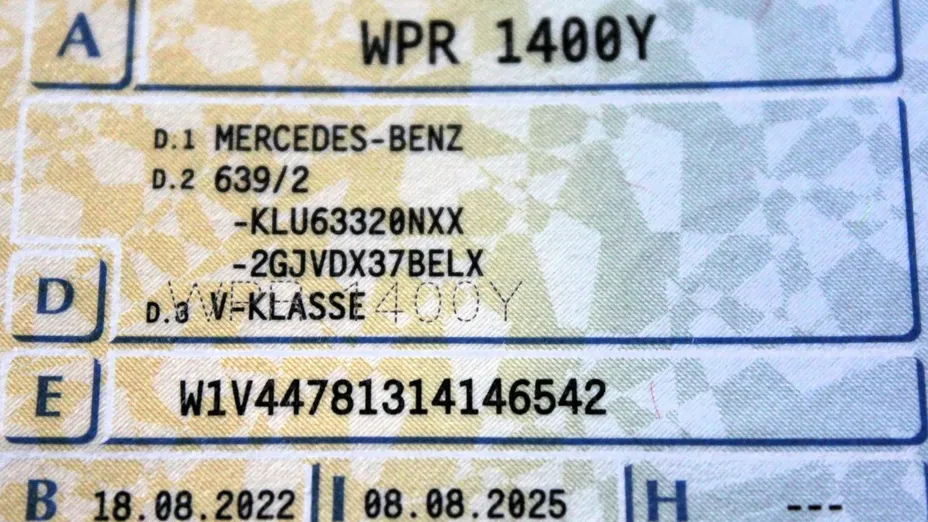 A WPR 1400Y
D.1 MERCEDES-BENZ
D.2 639/2
-KLU63320NXX
-2GJVDX37BELX
D D.3 V-KLASSE
WPR 1400Y
E W1V44781314146542
B 18.08.2022 I 08.08.2025 H ---